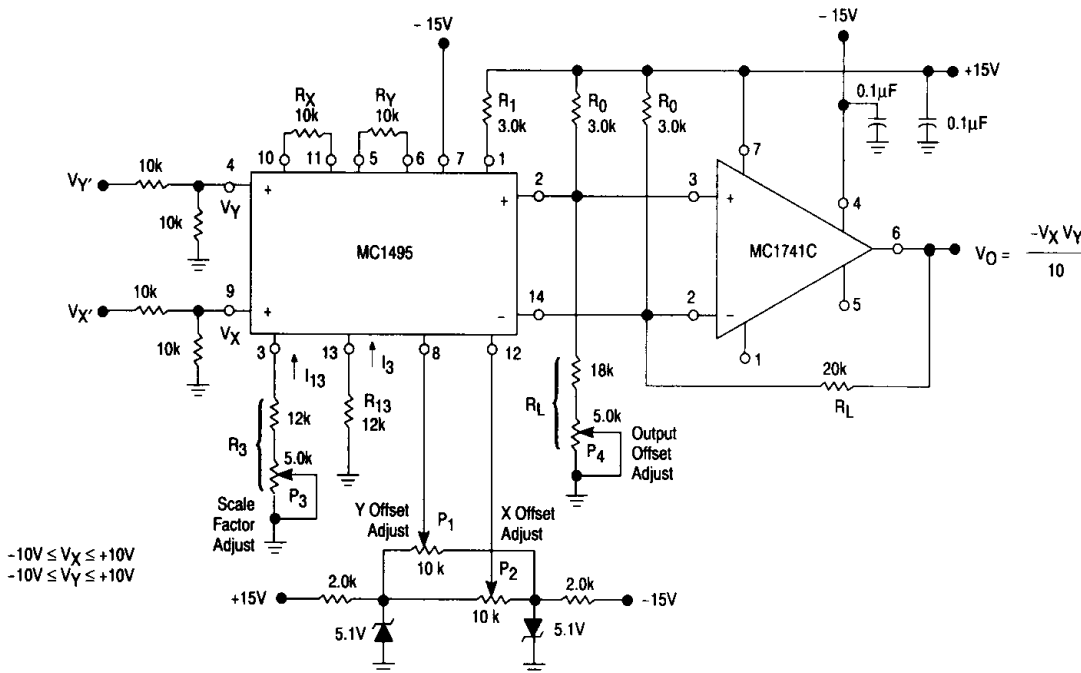 - 15V
- 15V
+15V
0.1µF
0.1µF
RX
10k
RY
10k
R1
3.0k
R0
3.0k
R0
3.0k
10
11
5
6
7
1
7
4
VY'
10k
4
+
VY
10k
MC1495
+
2
3
+
MC1741C
6
VO = -VX VY / 10
VX'
10k
9
+
VX
10k
14
-
2
-
5
1
3
I13
13
I3
8
12
20k
RL
R3
12k
5.0k
P3
Scale
Factor
Adjust
R13
12k
RL
18k
5.0k
P4
Output
Offset
Adjust
Y Offset
Adjust
P1
X Offset
Adjust
10 k
P2
-10V ≤ VX ≤ +10V
-10V ≤ VY ≤ +10V
+15V
2.0k
10 k
2.0k
-15V
5.1V
5.1V